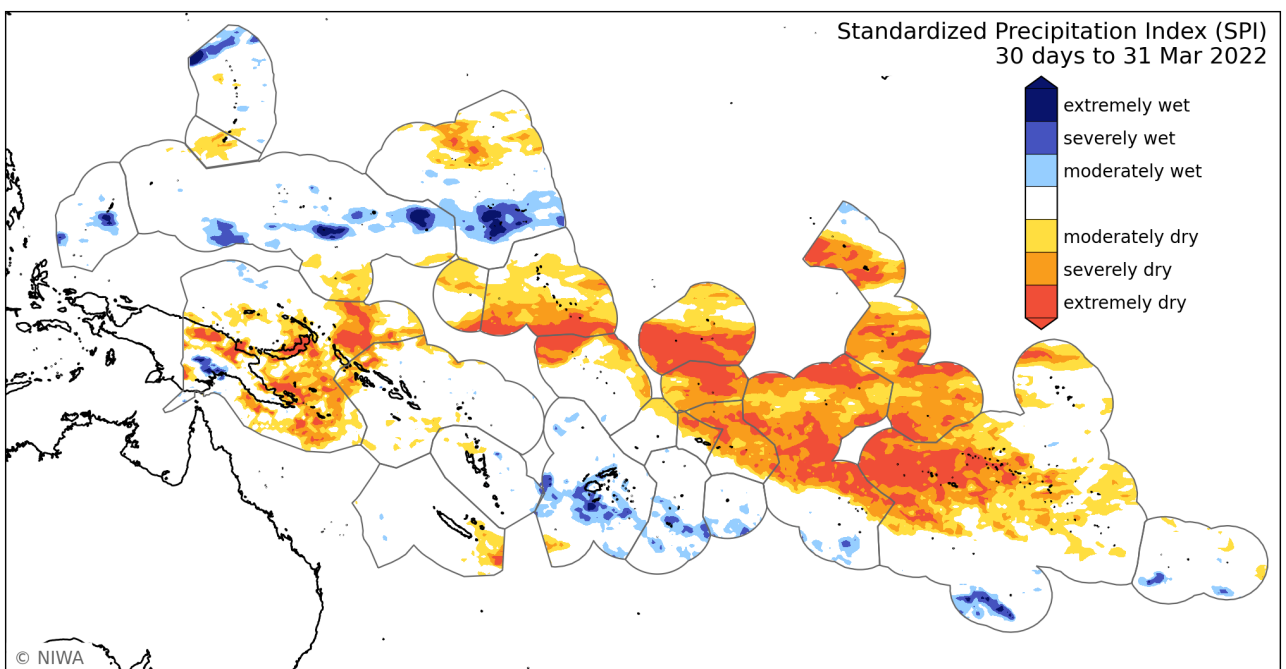 Standardized Precipitation Index (SPI)
30 days to 31 Mar 2022
extremely wet
severely wet
moderately wet
moderately dry
severely dry
extremely dry
© NIWA